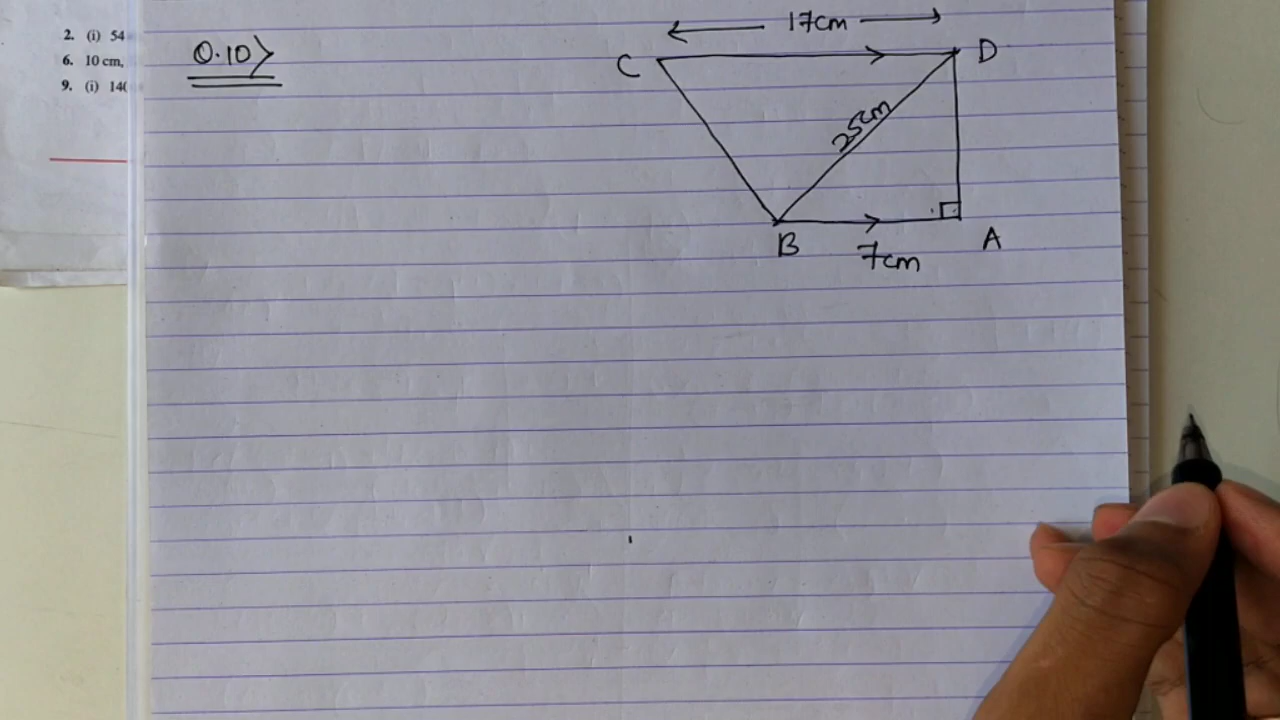 2. (i) 54
6. 10 cm,
9. (i) 14
Q.10>
17cm
C
D
25cm
B
A
7cm